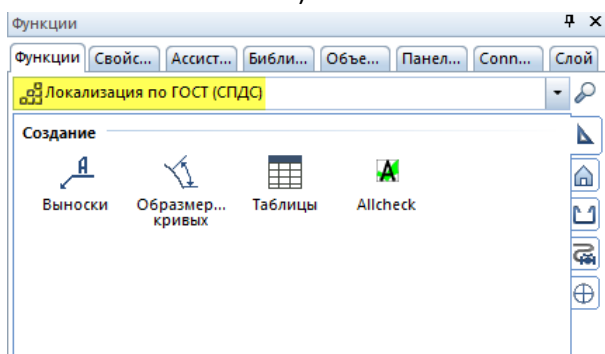 Функции
Функции Свойс... Ассист... Библи... Объе... Панел... Conn... Слой
Локализация по ГОСТ (СПДС)
Создание
Выноски Образмер... Таблицы Allcheck
кривых